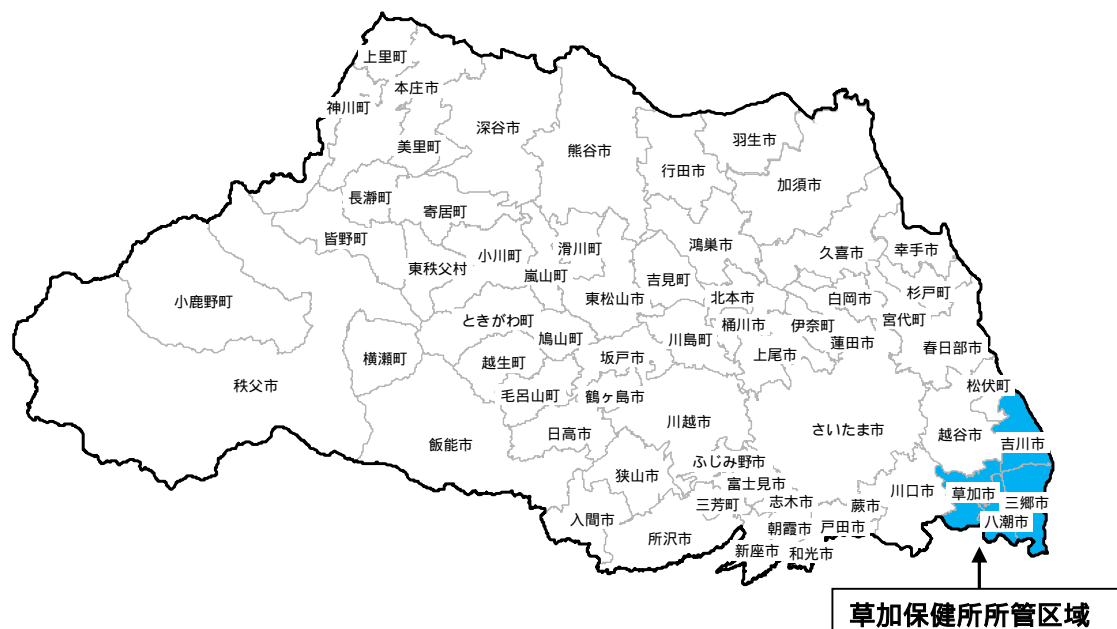 上里町
本庄市
神川町
美里町
深谷市
熊谷市
行田市
羽生市
加須市
長瀞町
寄居町
皆野町
東秩父村
小川町
嵐山町
滑川町
吉見町
鴻巣市
久喜市
幸手市
小鹿野町
東松山市
北本市
白岡市
杉戸町
ときがわ町
鳩山町
川島町
桶川市
伊奈町
宮代町
横瀬町
越生町
坂戸市
上尾市
蓮田市
春日部市
秩父市
毛呂山町
鶴ヶ島市
松伏町
飯能市
日高市
川越市
さいたま市
越谷市
吉川市
狭山市
ふじみ野市
富士見市
川口市
草加市
三郷市
入間市
三芳町
志木市
蕨市
八潮市
所沢市
朝霞市
戸田市
新座市
和光市
草加保健所所管区域